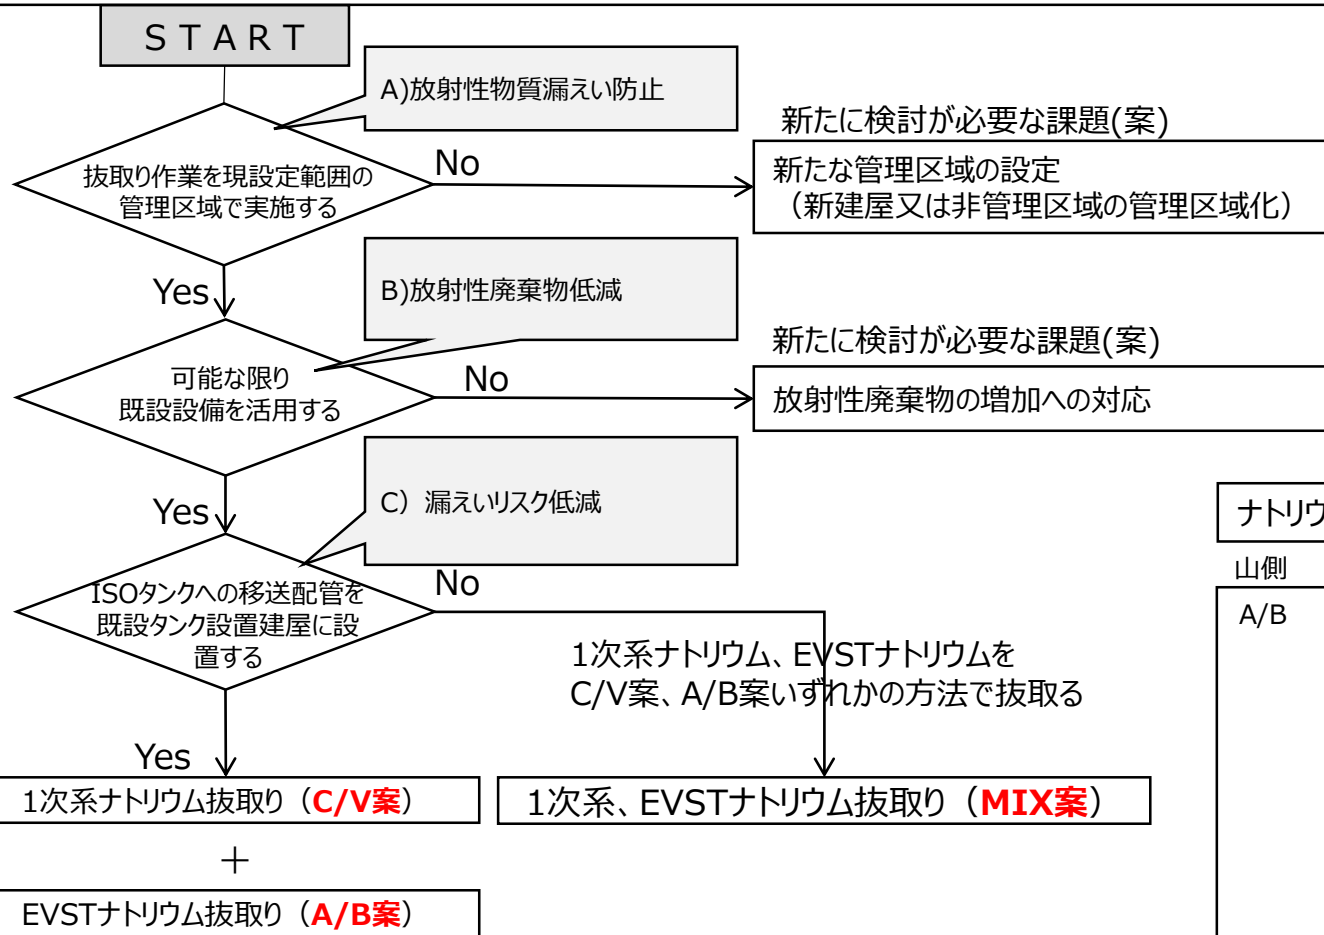 START
A)放射性物質漏えい防止
新たに検討が必要な課題(案)
抜取り作業を現設定範囲の
管理区域で実施する
No
新たな管理区域の設定
（新建屋又は非管理区域の管理区域化）
Yes
B)放射性廃棄物低減
新たに検討が必要な課題(案)
可能な限り
既設設備を活用する
No
放射性廃棄物の増加への対応
Yes
C）漏えいリスク低減
ナトリウ
山側
A/B
ISOタンクへの移送配管を
既設タンク設置建屋に設
置する
No
1次系ナトリウム、EVSTナトリウムを
C/V案、A/B案いずれかの方法で抜取る
Yes
1次系ナトリウム抜取り（C/V案）
1次系、EVSTナトリウム抜取り（MIX案）
＋
EVSTナトリウム抜取り（A/B案）